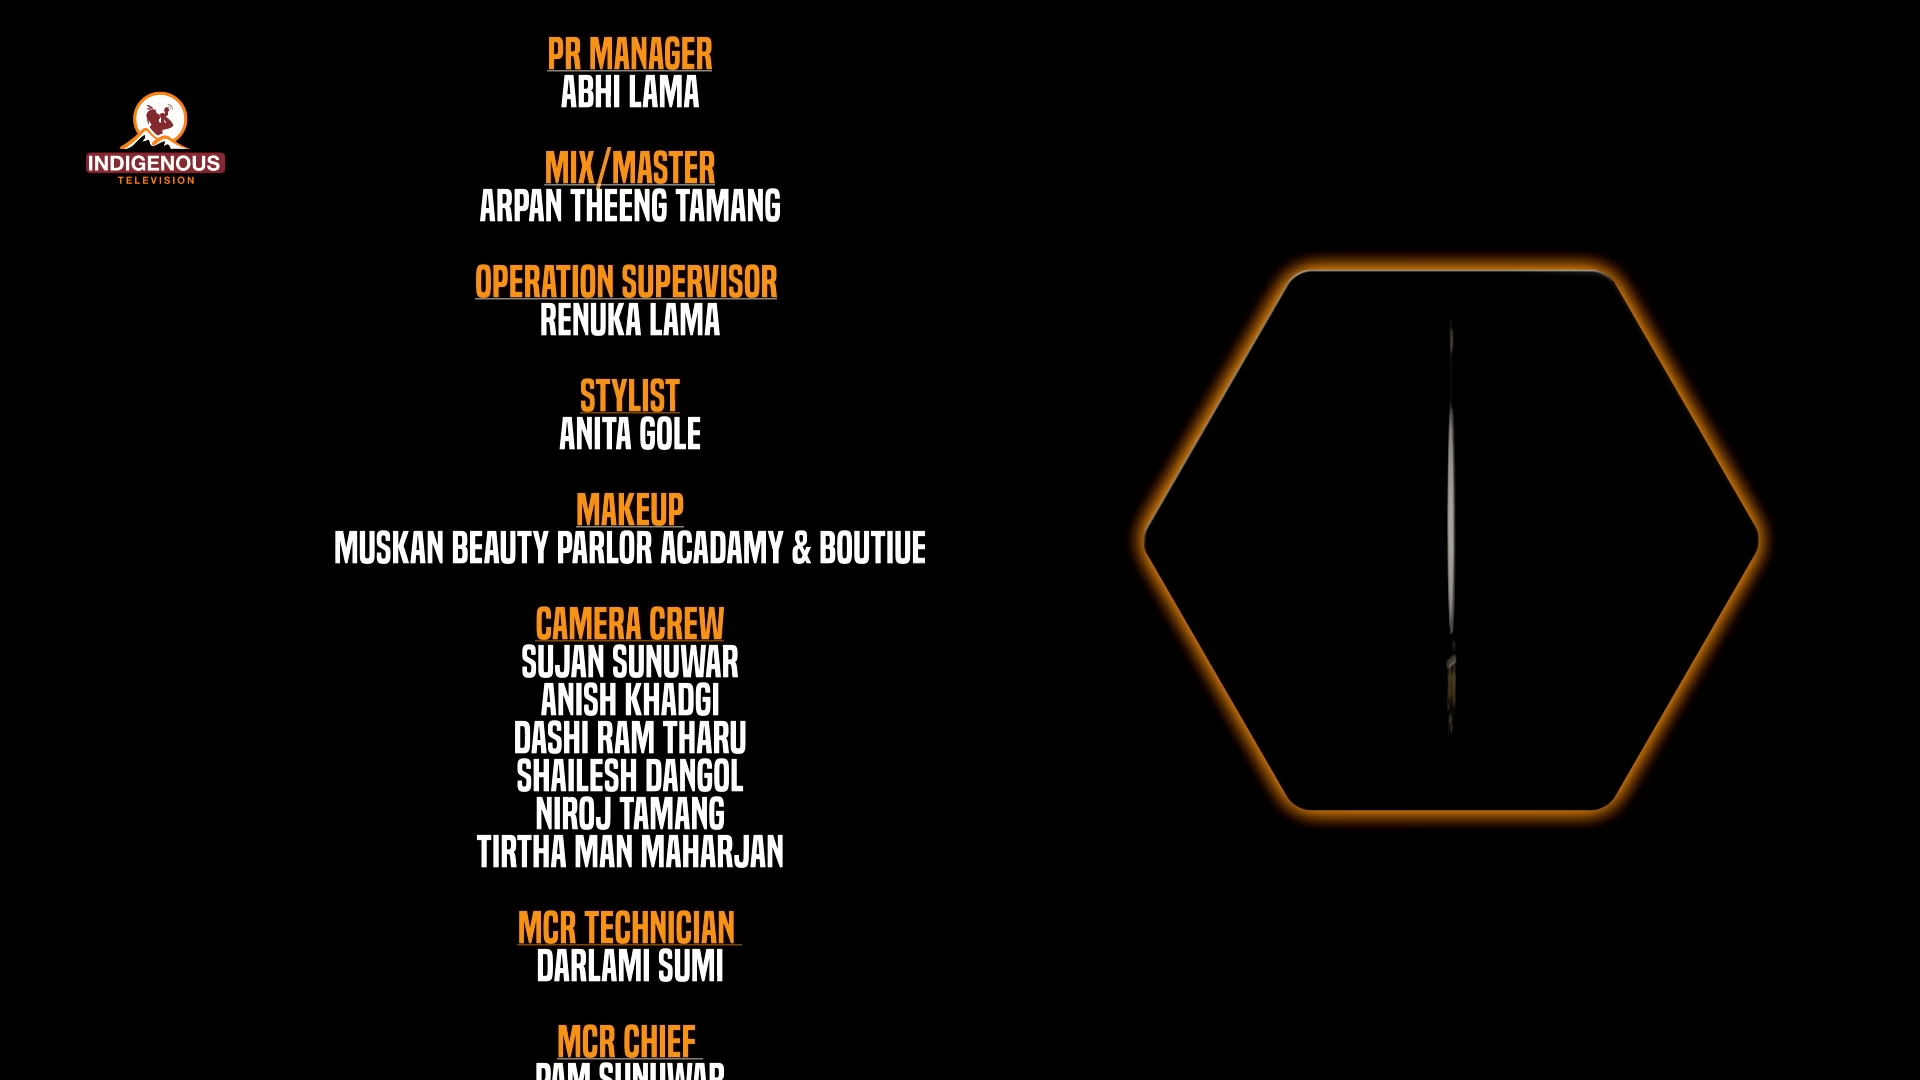 INDIGENOUS
TELEVISION
PR MANAGER
ABHI LAMA
MIX/MASTER
ARPAN THEENG TAMANG
OPERATION SUPERVISOR
RENUKA LAMA
STYLIST
ANITA GOLE
MAKEUP
MUSKAN BEAUTY PARLOR ACADAMY & BOUTIUE
CAMERA CREW
SUJAN SUNUWAR
ANISH KHADGI
DASHI RAM THARU
SHAILESH DANGOL
NIROJ TAMANG
TIRTHA MAN MAHARJAN
MCR TECHNICIAN
DARLAMI SUMI
MCR CHIEF
SUNUWAR